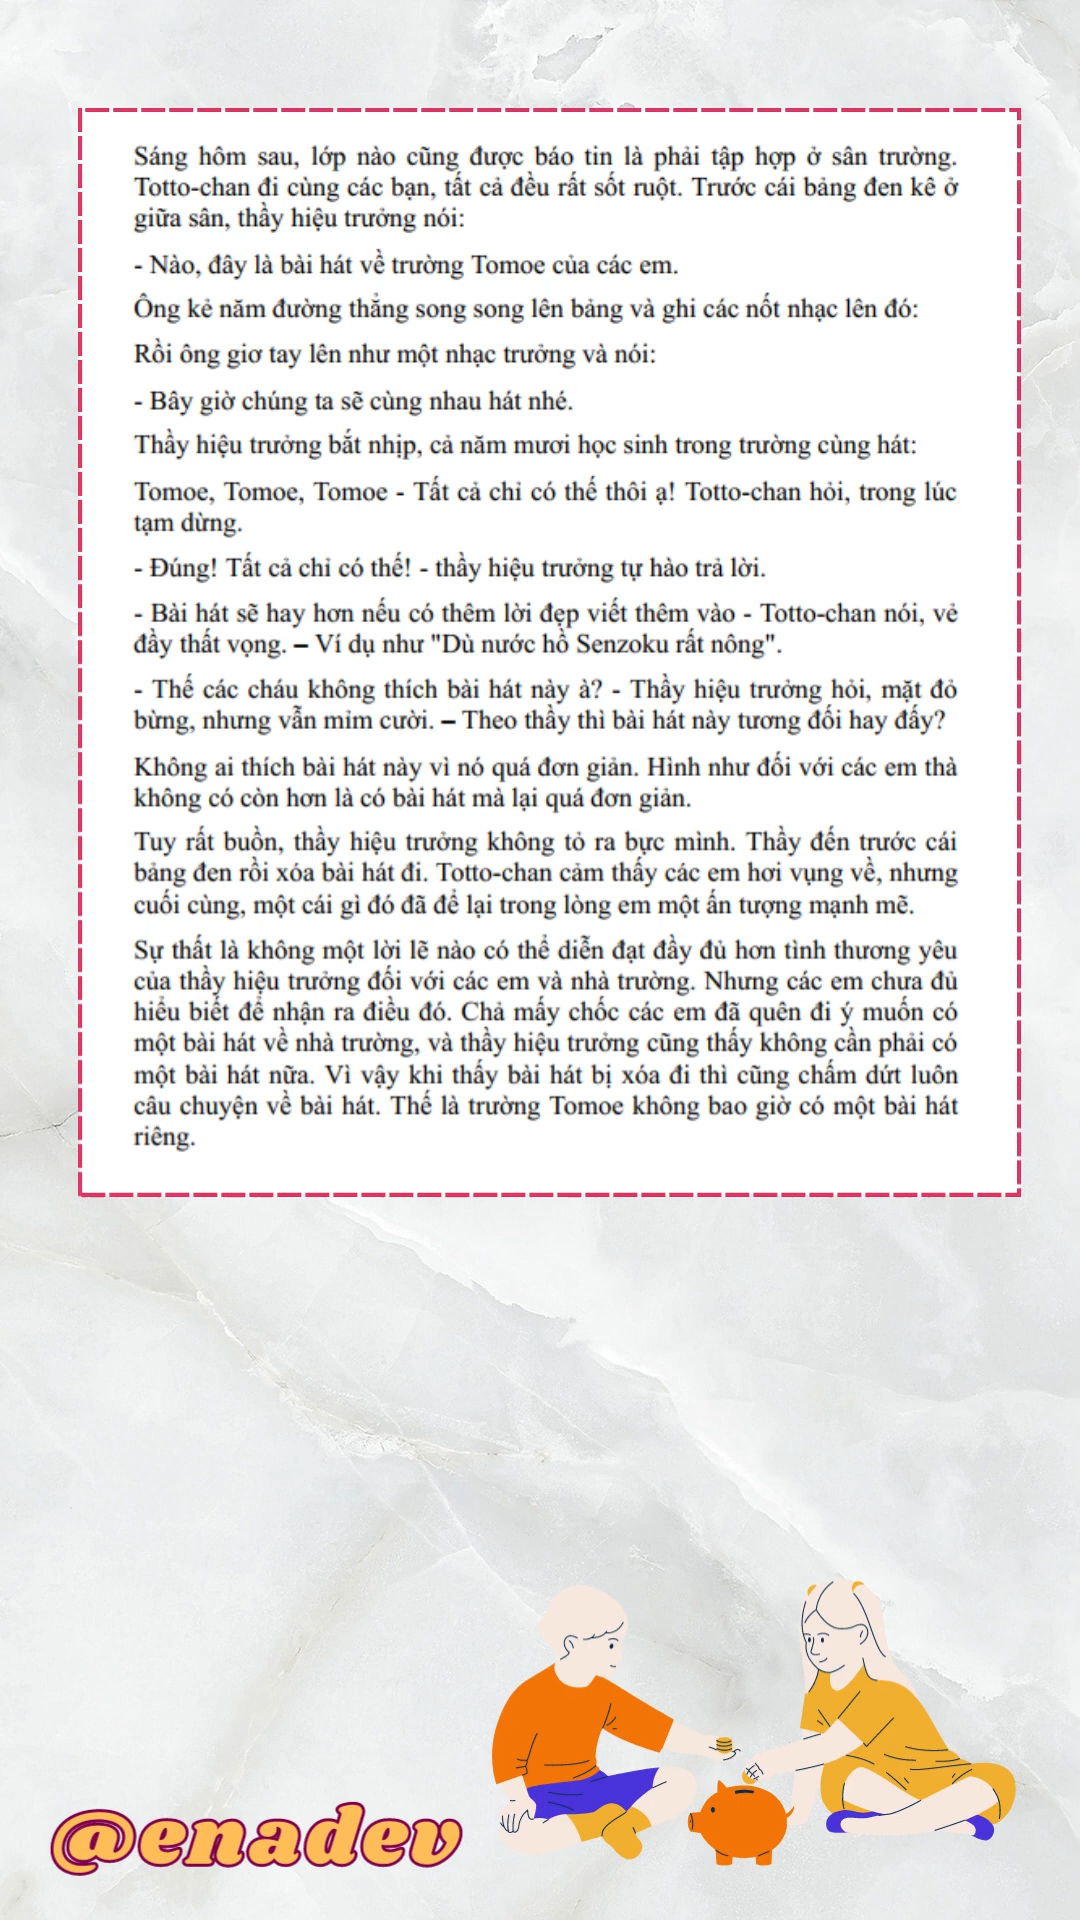 Sáng hôm sau, lớp nào cũng được báo tin là phải tập hợp ở sân trường.
Totto-chan đi cùng các bạn, tất cả đều rất sốt ruột. Trước cái bảng đen kê ở
giữa sân, thầy hiệu trưởng nói:
- Nào, đây là bài hát về trường Tomoe của các em.
Ông kẻ năm đường thẳng song song lên bảng và ghi các nốt nhạc lên đó:
Rồi ông giơ tay lên như một nhạc trưởng và nói:
- Bây giờ chúng ta sẽ cùng nhau hát nhé.
Thầy hiệu trưởng bắt nhịp, cả năm mươi học sinh trong trường cùng hát:
Tomoe, Tomoe, Tomoe - Tất cả chỉ có thế thôi ạ! Totto-chan hỏi, trong lúc
tạm dừng.
- Đúng! Tất cả chỉ có thế! - thầy hiệu trưởng tự hào trả lời.
- Bài hát sẽ hay hơn nếu có thêm lời đẹp viết thêm vào - Totto-chan nói, vẻ
đầy thất vọng. – Ví dụ như "Dù nước hồ Senzoku rất nông".
- Thế các cháu không thích bài hát này à? - Thầy hiệu trưởng hỏi, mặt đỏ
bừng, nhưng vẫn mỉm cười. – Theo thầy thì bài hát này tương đối hay đấy?
Không ai thích bài hát này vì nó quá đơn giản. Hình như đối với các em thà
không có còn hơn là có bài hát mà lại quá đơn giản.
Tuy rất buồn, thầy hiệu trưởng không tỏ ra bực mình. Thầy đến trước cái
bảng đen rồi xóa bài hát đi. Totto-chan cảm thấy các em hơi vụng về, nhưng
cuối cùng, một cái gì đó đã để lại trong lòng em một ấn tượng mạnh mẽ.
Sự thất là không một lời lẽ nào có thể diễn đạt đầy đủ hơn tình thương yêu
của thầy hiệu trưởng đối với các em và nhà trường. Nhưng các em chưa đủ
hiểu biết để nhận ra điều đó. Chả mấy chốc các em đã quên đi ý muốn có
một bài hát về nhà trường, và thầy hiệu trưởng cũng thấy không cần phải có
một bài hát nữa. Vì vậy khi thấy bài hát bị xóa đi thì cũng chấm dứt luôn
câu chuyện về bài hát. Thế là trường Tomoe không bao giờ có một bài hát
riêng.
@enadev